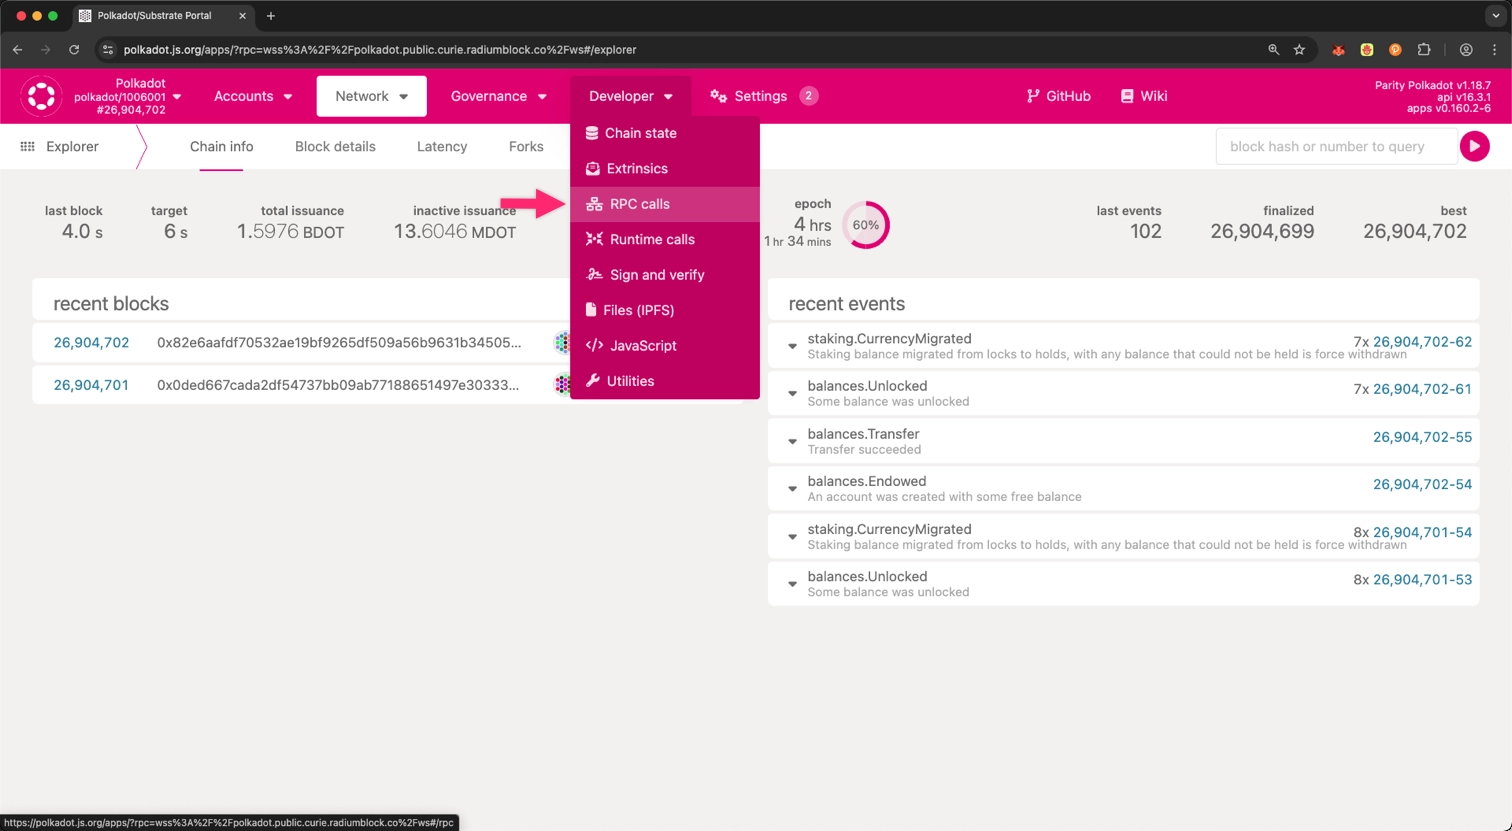 Polkadot/Substrate Portal
polkadot.js.org/apps/?rpc=wss%3A%2F%2Fpolkadot.public.curie.radiumblock.co%2Fws#/explorer
Polkadot
polkadot/1006001
#26,904,702
Accounts
Network
Governance
Developer
Settings
2
GitHub
Wiki
Parity Polkadot v1.18.7
api v16.3.1
apps v0.160.2-6
Explorer
Chain info
Block details
Latency
Forks
block hash or number to query
Chain state
Extrinsics
RPC calls
Runtime calls
Sign and verify
Files (IPFS)
JavaScript
Utilities
last block
4.0 s
target
6 s
total issuance
1.5976 BDOT
inactive issuance
13.6046 MDOT
epoch
4 hrs
1 hr 34 mins
60%
last events
102
finalized
26,904,699
best
26,904,702
recent blocks
26,904,702 0x82e6aafdf70532ae19bf9265df509a56b9631b34505...
26,904,701 0x0ded667cada2df54737bb09ab77188651497e30333...
recent events
staking.CurrencyMigrated 7x 26,904,702-62
Staking balance migrated from locks to holds, with any balance that could not be held is force withdrawn
balances.Unlocked 7x 26,904,702-61
Some balance was unlocked
balances.Transfer 26,904,702-55
Transfer succeeded
balances.Endowed 26,904,702-54
An account was created with some free balance
staking.CurrencyMigrated 8x 26,904,701-54
Staking balance migrated from locks to holds, with any balance that could not be held is force withdrawn
balances.Unlocked 8x 26,904,701-53
Some balance was unlocked
https://polkadot.js.org/apps/?rpc=wss%3A%2F%2Fpolkadot.public.curie.radiumblock.co%2Fws#/rpc